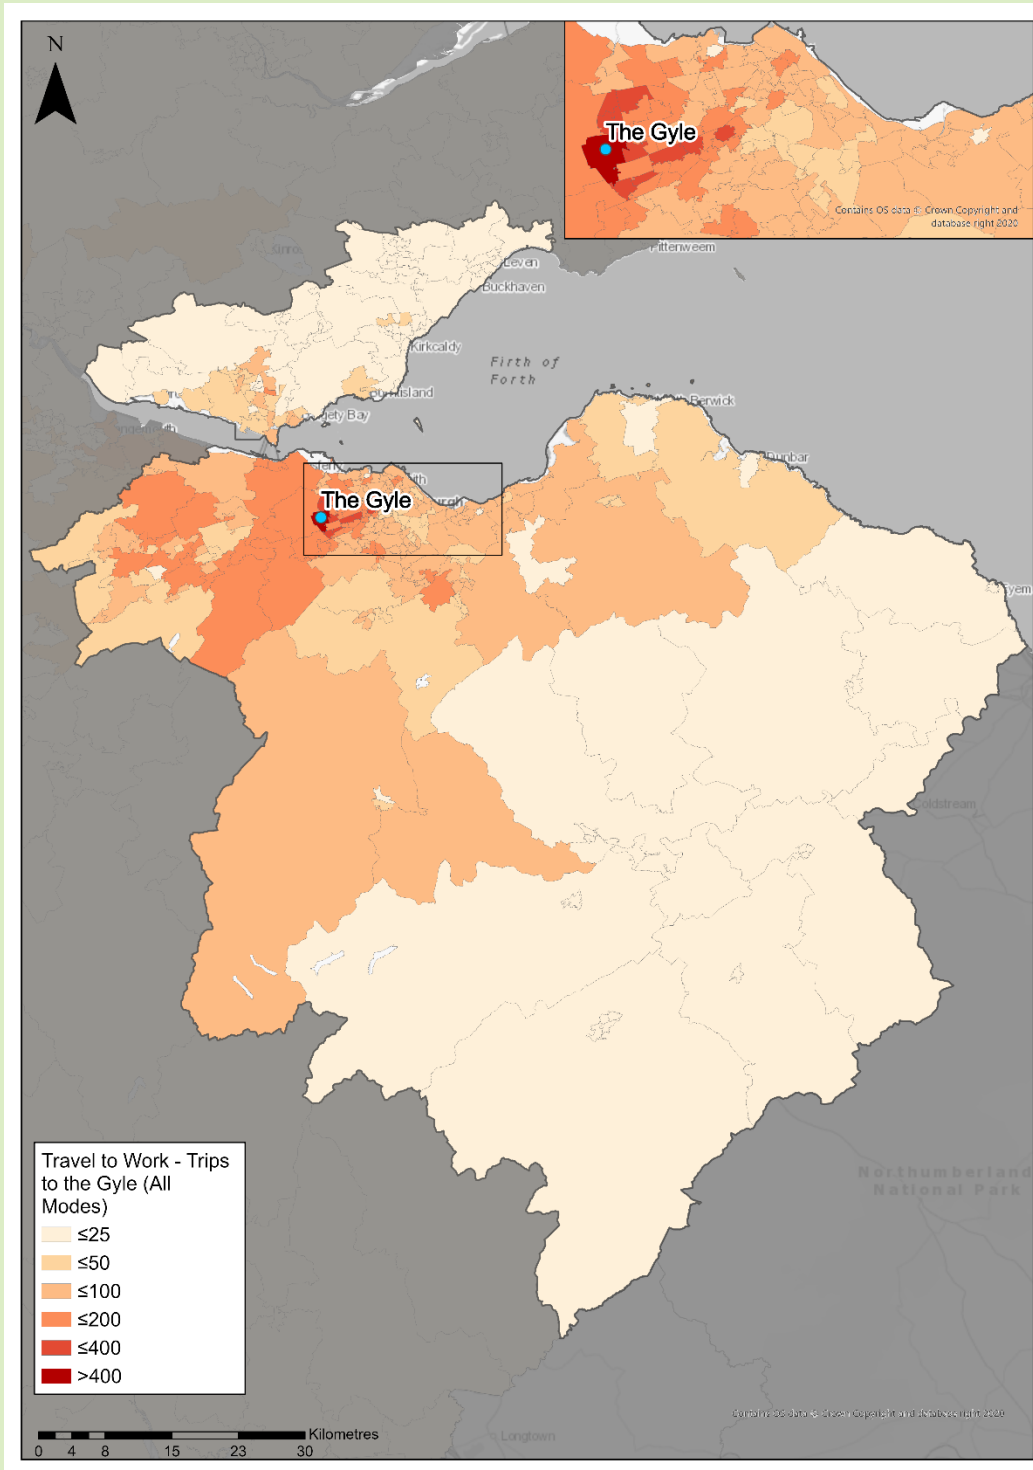 N
The Gyle
Contains OS data © Crown Copyright and
database right 2020
Pittenweem
Kinros
Leven
Buckhaven
Kirkcaldy
Firth of
Forth
Berwick
Dunbar
The Gyle
Coldstream
Northumberland
National Park
Travel to Work - Trips
to the Gyle (All
Modes)
≤25
≤50
≤100
≤200
≤400
>400
Contains OS data © Crown Copyright and database right 2020
Longtown
Kilometres
0 4 8 15 23 30